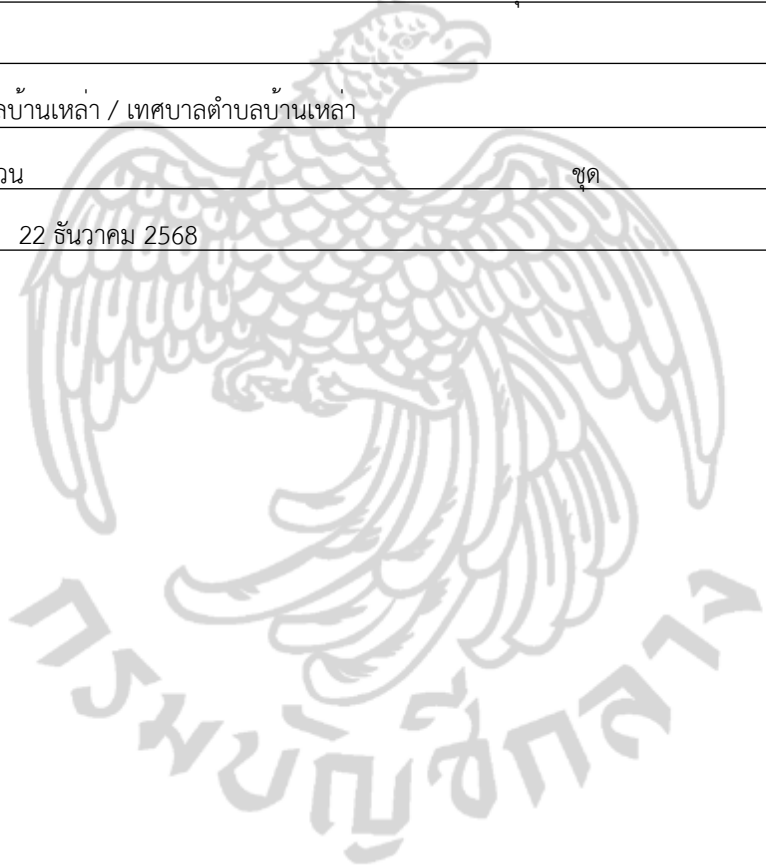 ลบ้านเหล่า / เทศบาลตำบลบ้านเหล่า
วน ชุด
22 ธันวาคม 2568
กรมบัญชีกลาง